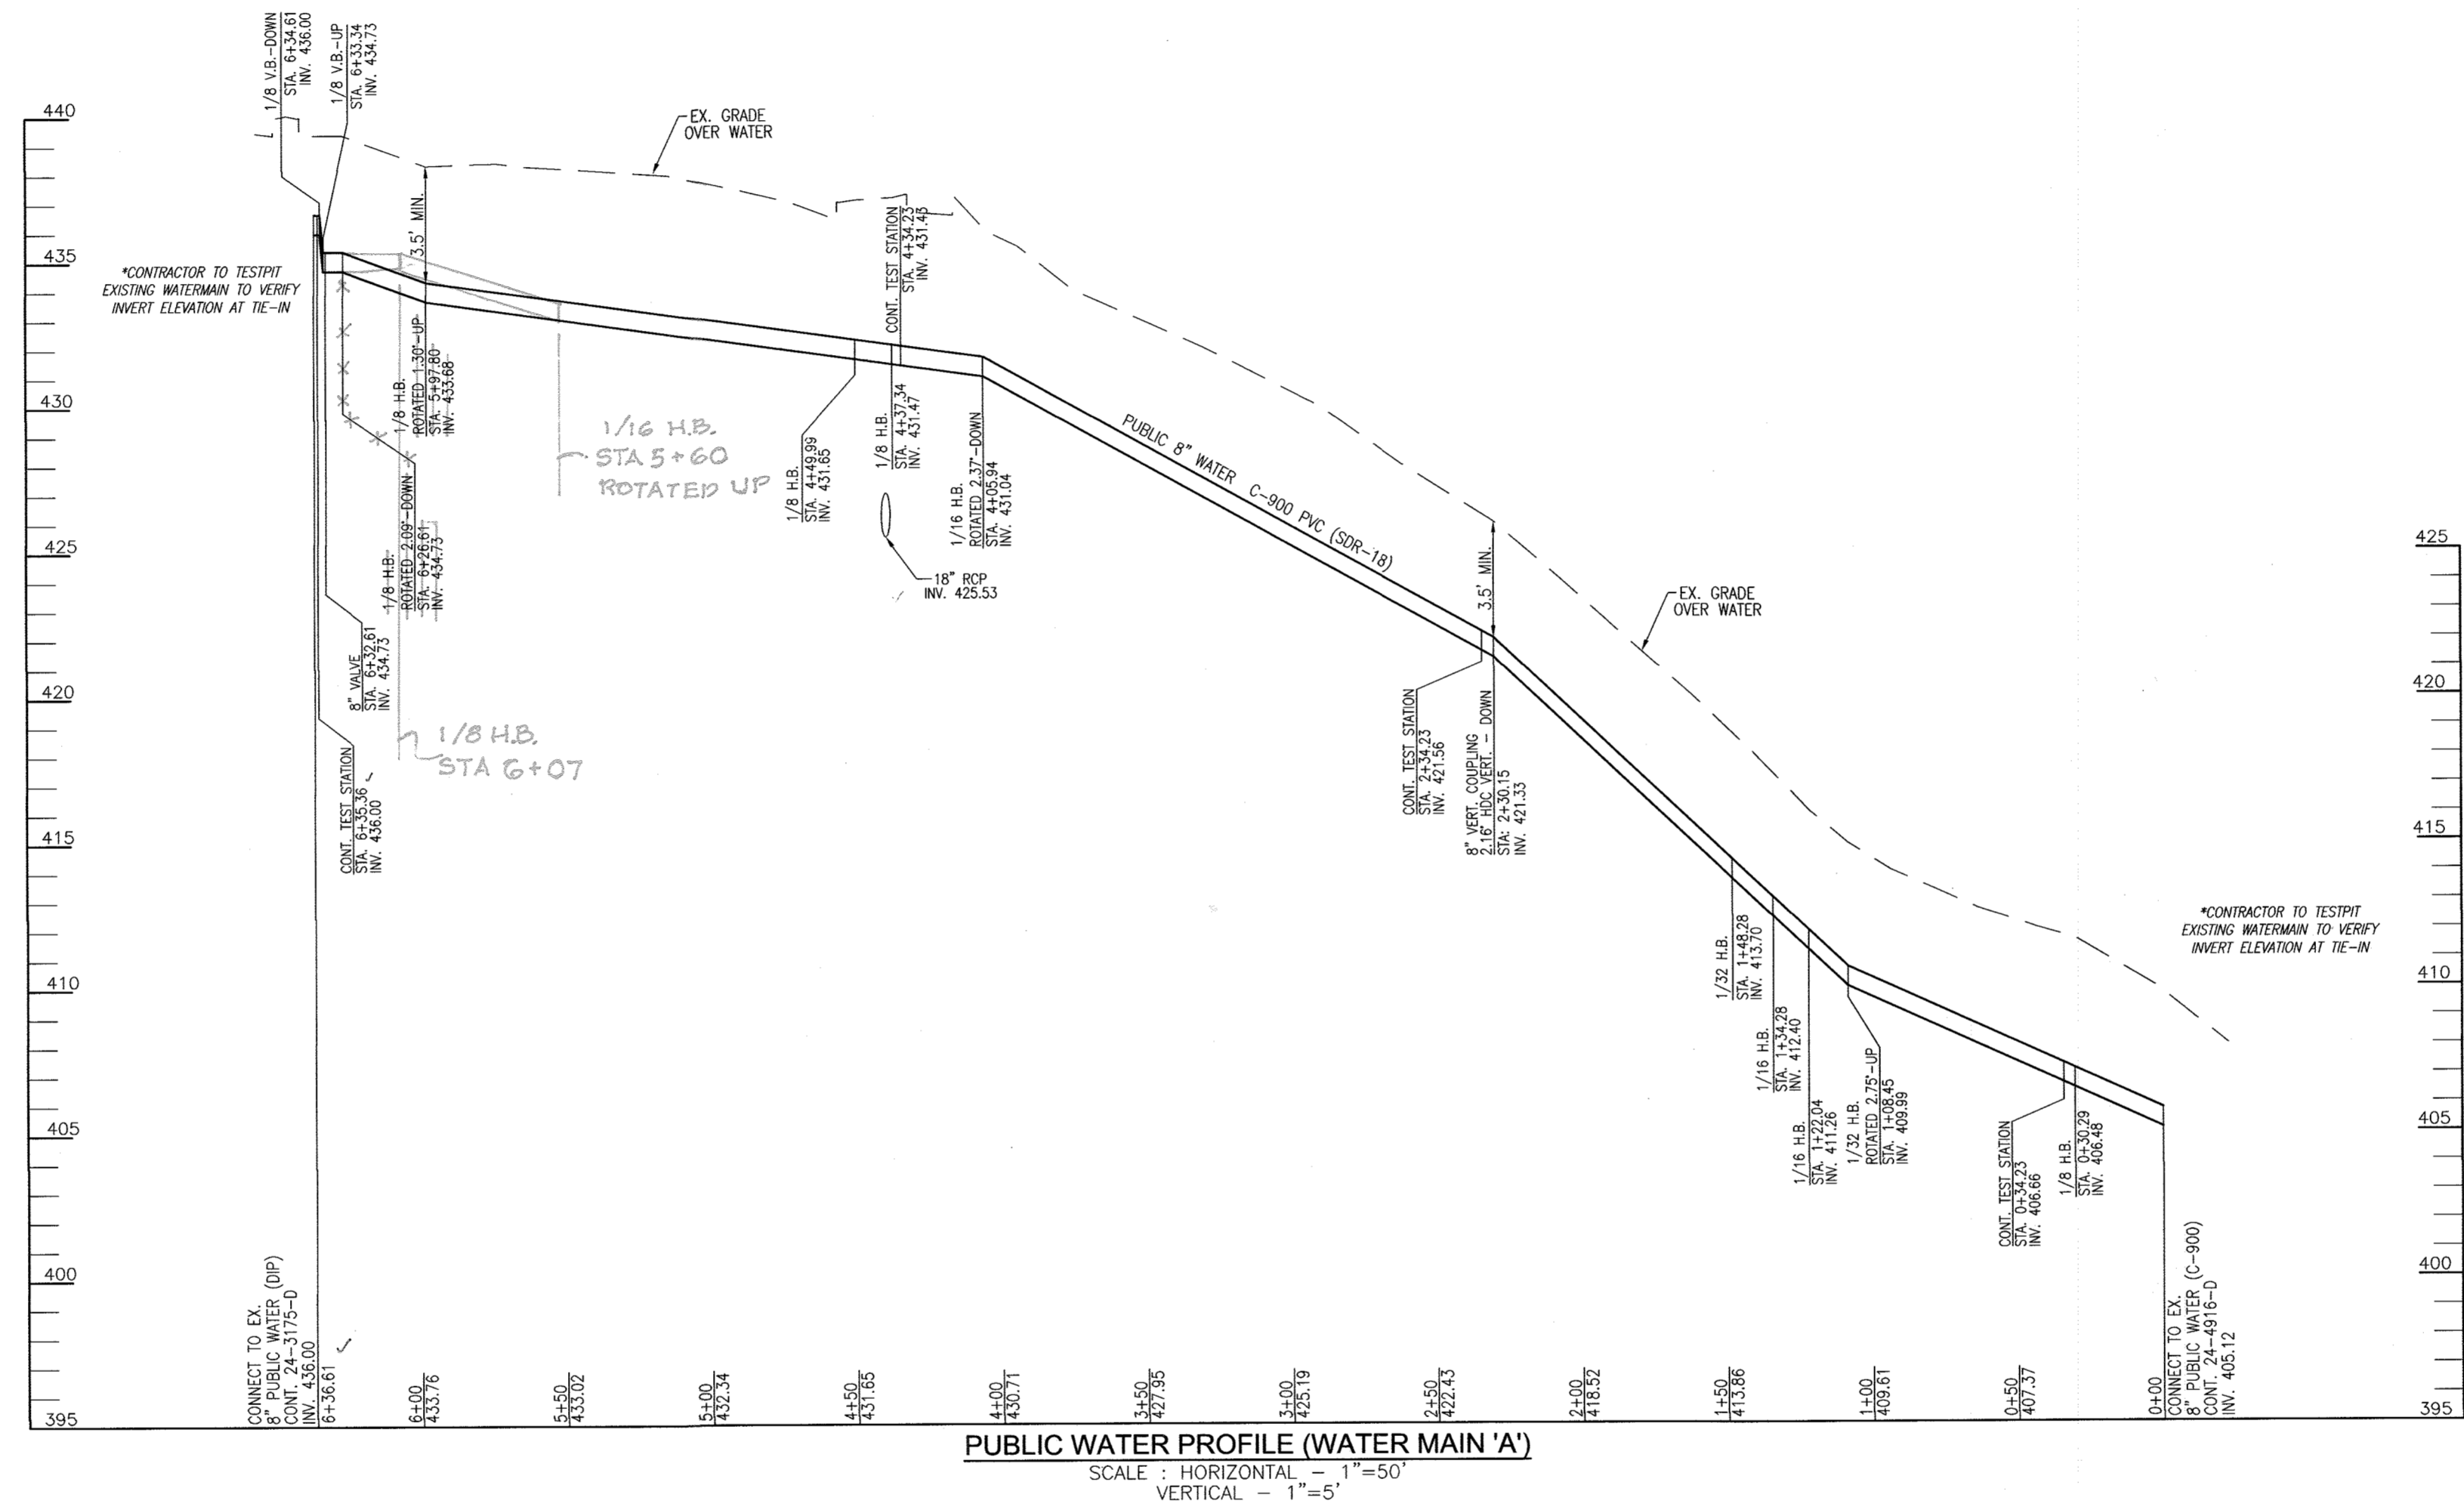 1/8 V.B.-DOWN
STA. 6+34.61
INV. 436.00
1/8 V.B.-UP
STA. 6+33.34
INV. 434.73
EX. GRADE
OVER WATER
440
435
430
425
420
415
410
405
400
395
*CONTRACTOR TO TESTPIT
EXISTING WATERMAIN TO VERIFY
INVERT ELEVATION AT TIE-IN
3.5' MIN.
1/8 H.B.
ROTATED 1.30°-UP
STA. 5+97.80
INV. 433.68
1/8 H.B.
ROTATED 2.09°-DOWN
STA. 6+26.61
INV. 434.73
8" VALVE
STA. 6+32.61
INV. 434.73
CONT. TEST STATION
STA. 6+35.36
INV. 436.00
1/8 H.B.
STA 6+07
1/16 H.B.
STA 5+60
ROTATED UP
1/8 H.B.
STA. 4+49.99
INV. 431.65
CONT. TEST STATION
STA. 4+34.23
INV. 431.43
1/8 H.B.
STA. 4+37.34
INV. 431.47
18" RCP
INV. 425.53
1/16 H.B.
ROTATED 2.37°-DOWN
STA. 4+05.94
INV. 431.04
PUBLIC 8" WATER C-900 PVC (SDR-18)
3.5' MIN.
CONT. TEST STATION
STA. 2+34.23
INV. 421.56
8" VERT. COUPLING
2.16° HDC VERT. - DOWN
STA: 2+30.15
INV. 421.33
EX. GRADE
OVER WATER
1/32 H.B.
STA. 1+48.28
INV. 413.70
1/16 H.B.
STA. 1+34.28
INV. 412.40
1/16 H.B.
STA. 1+22.04
INV. 411.26
1/32 H.B.
ROTATED 2.75°-UP
STA. 1+08.45
INV. 409.99
CONT. TEST STATION
STA. 0+34.23
INV. 406.66
1/8 H.B.
STA. 0+30.29
INV. 406.48
425
420
415
410
405
400
395
*CONTRACTOR TO TESTPIT
EXISTING WATERMAIN TO VERIFY
INVERT ELEVATION AT TIE-IN
CONNECT TO EX.
8" PUBLIC WATER (DIP)
CONT. 24-3175-D
INV. 436.00
6+36.61
6+00
433.76
5+50
433.02
5+00
432.34
4+50
431.65
4+00
430.71
3+50
427.95
3+00
425.19
2+50
422.43
2+00
418.52
1+50
413.86
1+00
409.61
0+50
407.37
0+00
CONNECT TO EX.
8" PUBLIC WATER (C-900)
CONT. 24-4916-D
INV. 405.12
PUBLIC WATER PROFILE (WATER MAIN 'A')
SCALE : HORIZONTAL - 1"=50'
VERTICAL - 1"=5'